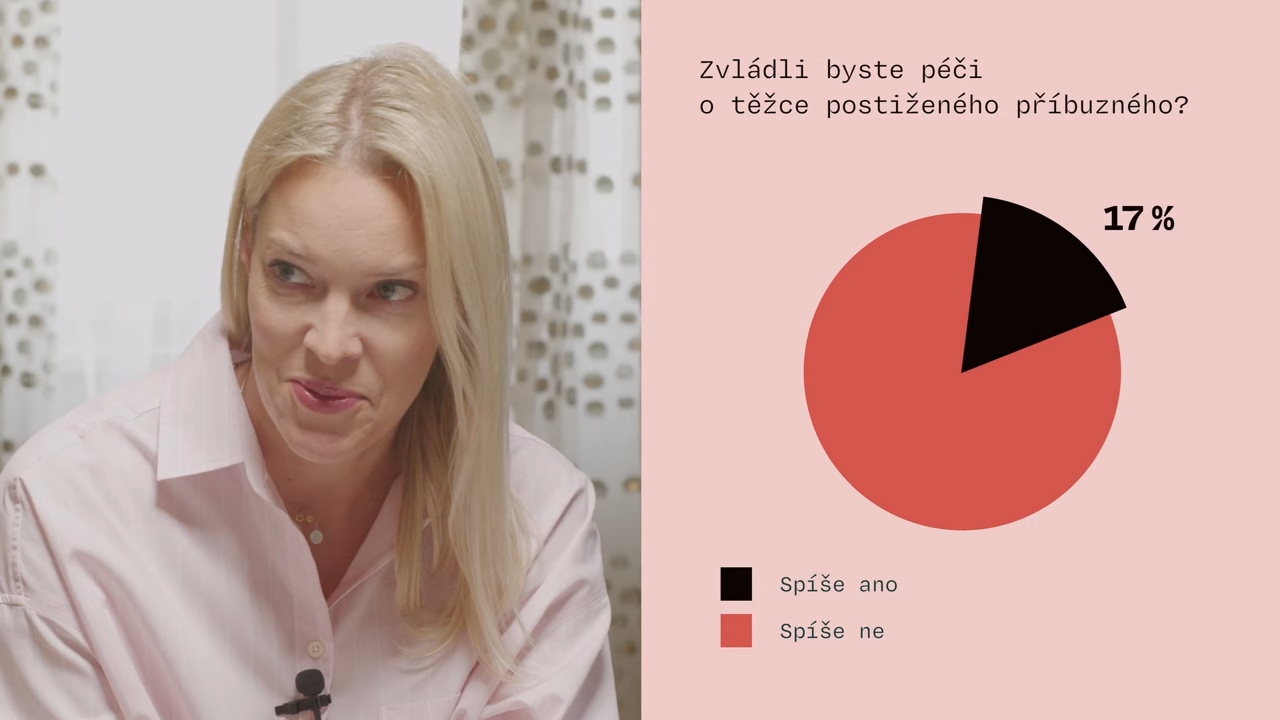 Zvládli byste péči
o těžce postiženého příbuzného?
17 %
Spíše ano
Spíše ne